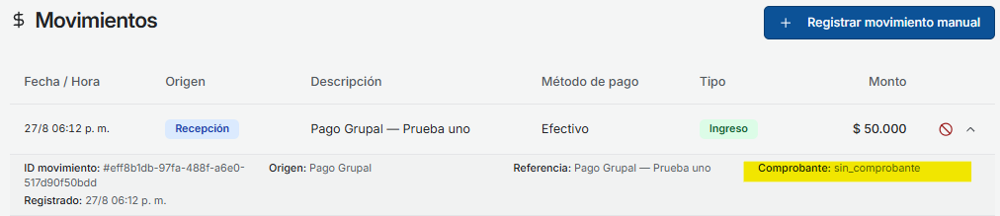 $ Movimientos
+ Registrar movimiento manual
Fecha / Hora Origen Descripción Método de pago Tipo Monto
27/8 06:12 p. m. Recepción Pago Grupal — Prueba uno Efectivo Ingreso $ 50.000
ID movimiento: #eff8b1db-97fa-488f-a6e0- Origen: Pago Grupal Referencia: Pago Grupal — Prueba uno Comprobante: sin_comprobante
517d90f50bdd
Registrado: 27/8 06:12 p. m.